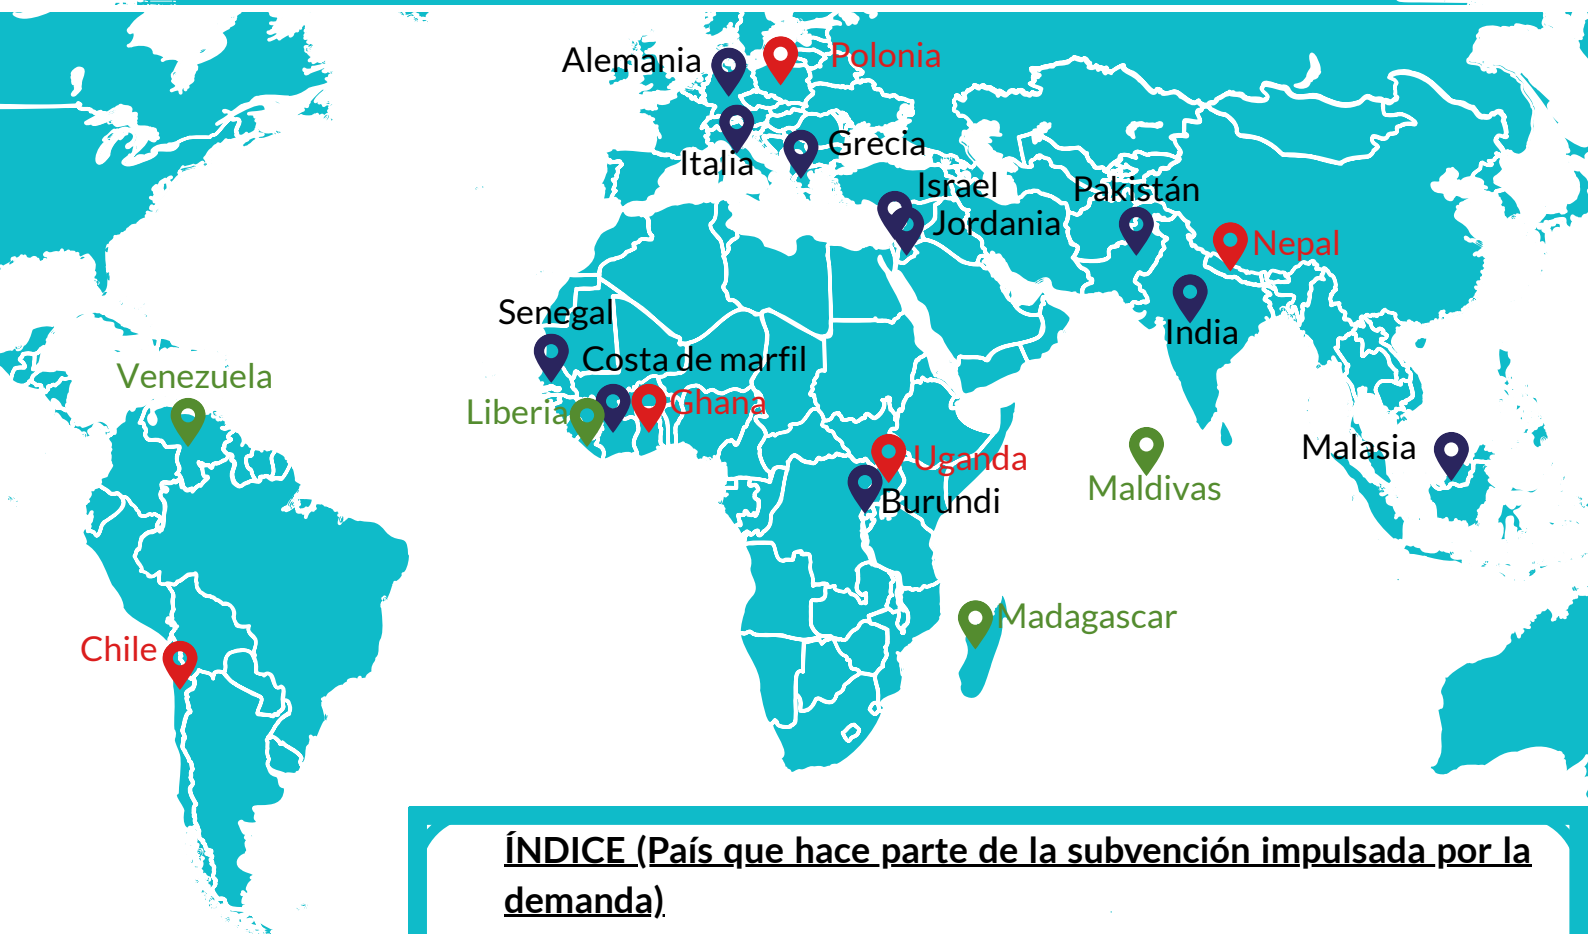 Alemania
Polonia
Italia
Grecia
Israel
Jordania
Pakistán
Nepal
India
Senegal
Costa de marfil
Liberia
Ghana
Venezuela
Uganda
Burundi
Maldivas
Malasia
Madagascar
Chile
ÍNDICE (País que hace parte de la subvención impulsada por la
demanda)